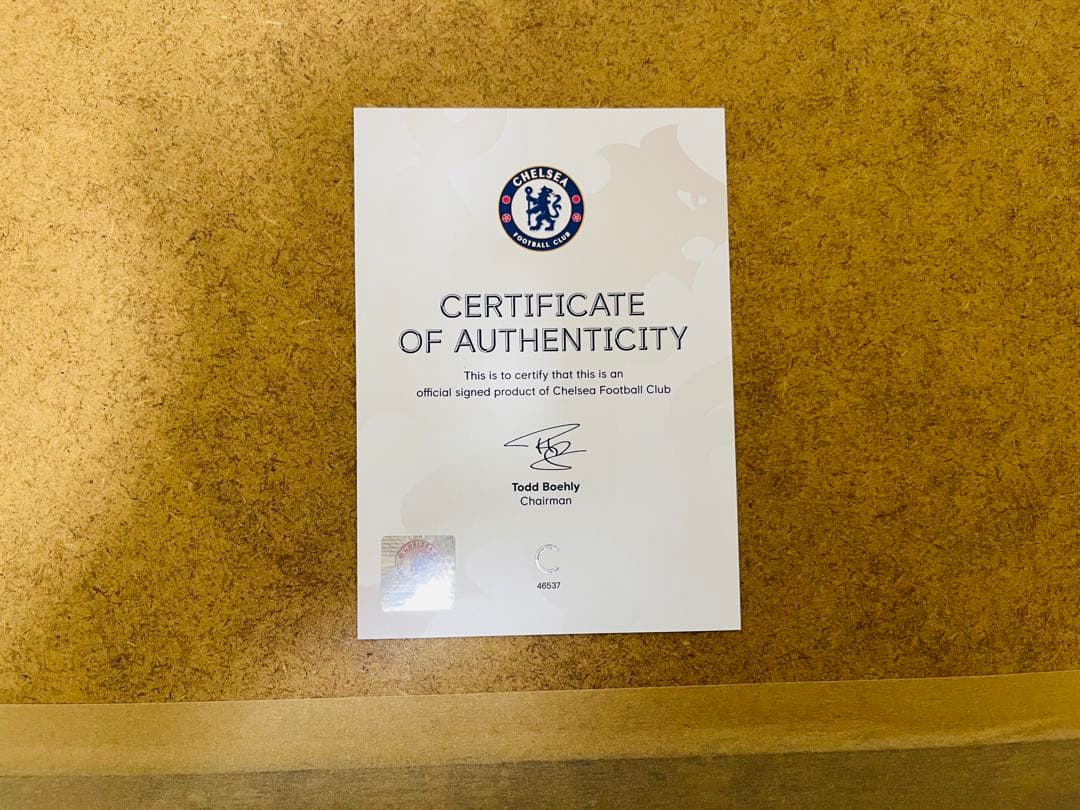 CHELSEA
FOOTBALL CLUB
CERTIFICATE
OF AUTHENTICITY
This is to certify that this is an
official signed product of Chelsea Football Club
Todd Boehly
Chairman
CHELSEA
C
46537